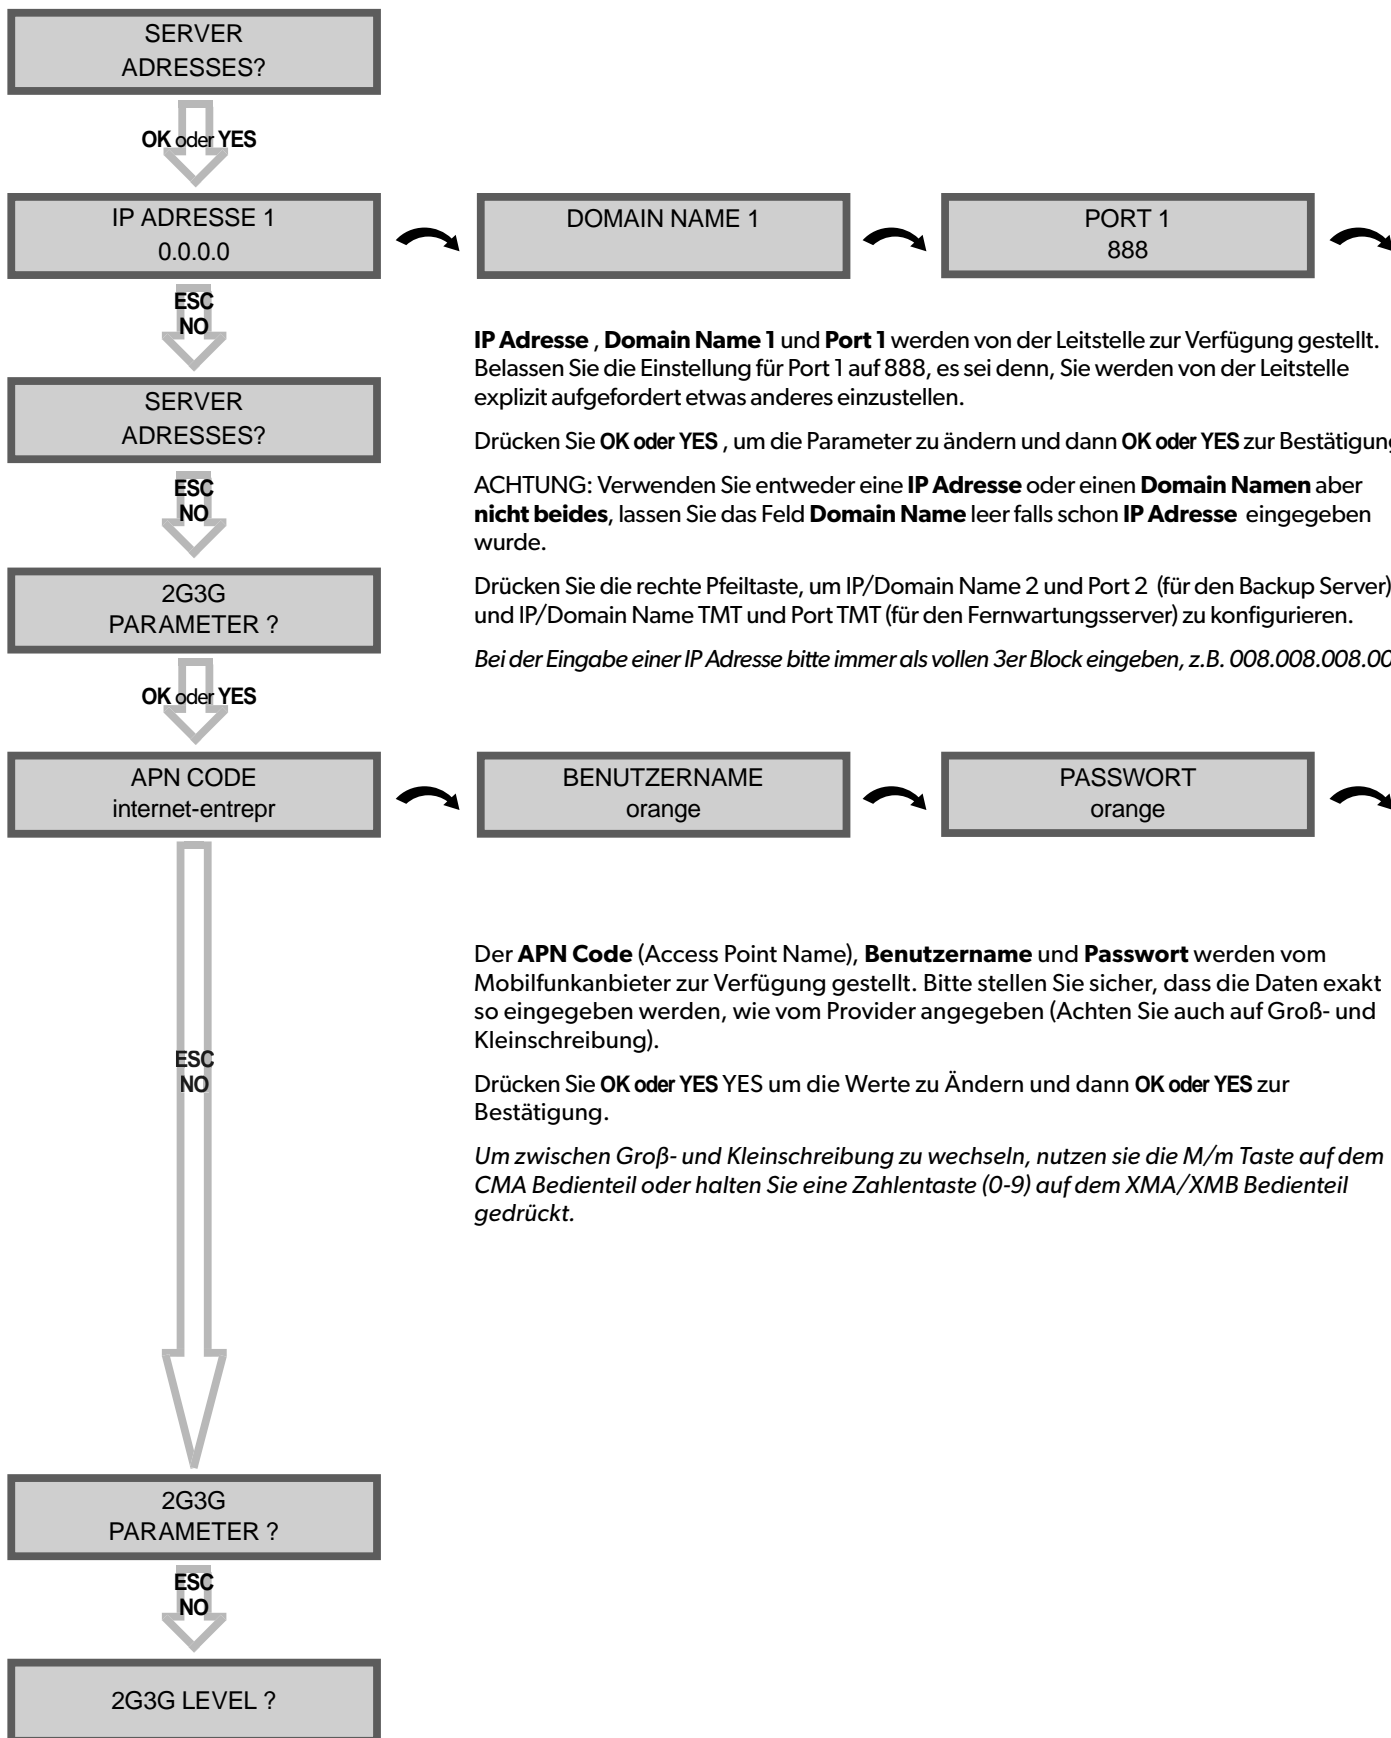 SERVER
ADRESSES?
OK oder YES
IP ADRESSE 1
0.0.0.0
DOMAIN NAME 1
PORT 1
888
ESC
NO
IP Adresse , Domain Name 1 und Port 1 werden von der Leitstelle zur Verfügung gestellt.
Belassen Sie die Einstellung für Port 1 auf 888, es sei denn, Sie werden von der Leitstelle
explizit aufgefordert etwas anderes einzustellen.
SERVER
ADRESSES?
Drücken Sie OK oder YES , um die Parameter zu ändern und dann OK oder YES zur Bestätigung
ESC
NO
ACHTUNG: Verwenden Sie entweder eine IP Adresse oder einen Domain Namen aber
nicht beides, lassen Sie das Feld Domain Name leer falls schon IP Adresse eingegeben
wurde.
2G3G
PARAMETER ?
Drücken Sie die rechte Pfeiltaste, um IP/Domain Name 2 und Port 2 (für den Backup Server)
und IP/Domain Name TMT und Port TMT (für den Fernwartungsserver) zu konfigurieren.
Bei der Eingabe einer IP Adresse bitte immer als vollen 3er Block eingeben, z.B. 008.008.008.00
OK oder YES
APN CODE
internet-entrepr
BENUTZERNAME
orange
PASSWORT
orange
Der APN Code (Access Point Name), Benutzername und Passwort werden vom
Mobilfunkanbieter zur Verfügung gestellt. Bitte stellen Sie sicher, dass die Daten exakt
so eingegeben werden, wie vom Provider angegeben (Achten Sie auch auf Groß- und
Kleinschreibung).
ESC
NO
Drücken Sie OK oder YES YES um die Werte zu Ändern und dann OK oder YES zur
Bestätigung.
Um zwischen Groß- und Kleinschreibung zu wechseln, nutzen sie die M/m Taste auf dem
CMA Bedienteil oder halten Sie eine Zahlentaste (0-9) auf dem XMA/XMB Bedienteil
gedrückt.
2G3G
PARAMETER ?
ESC
NO
2G3G LEVEL ?